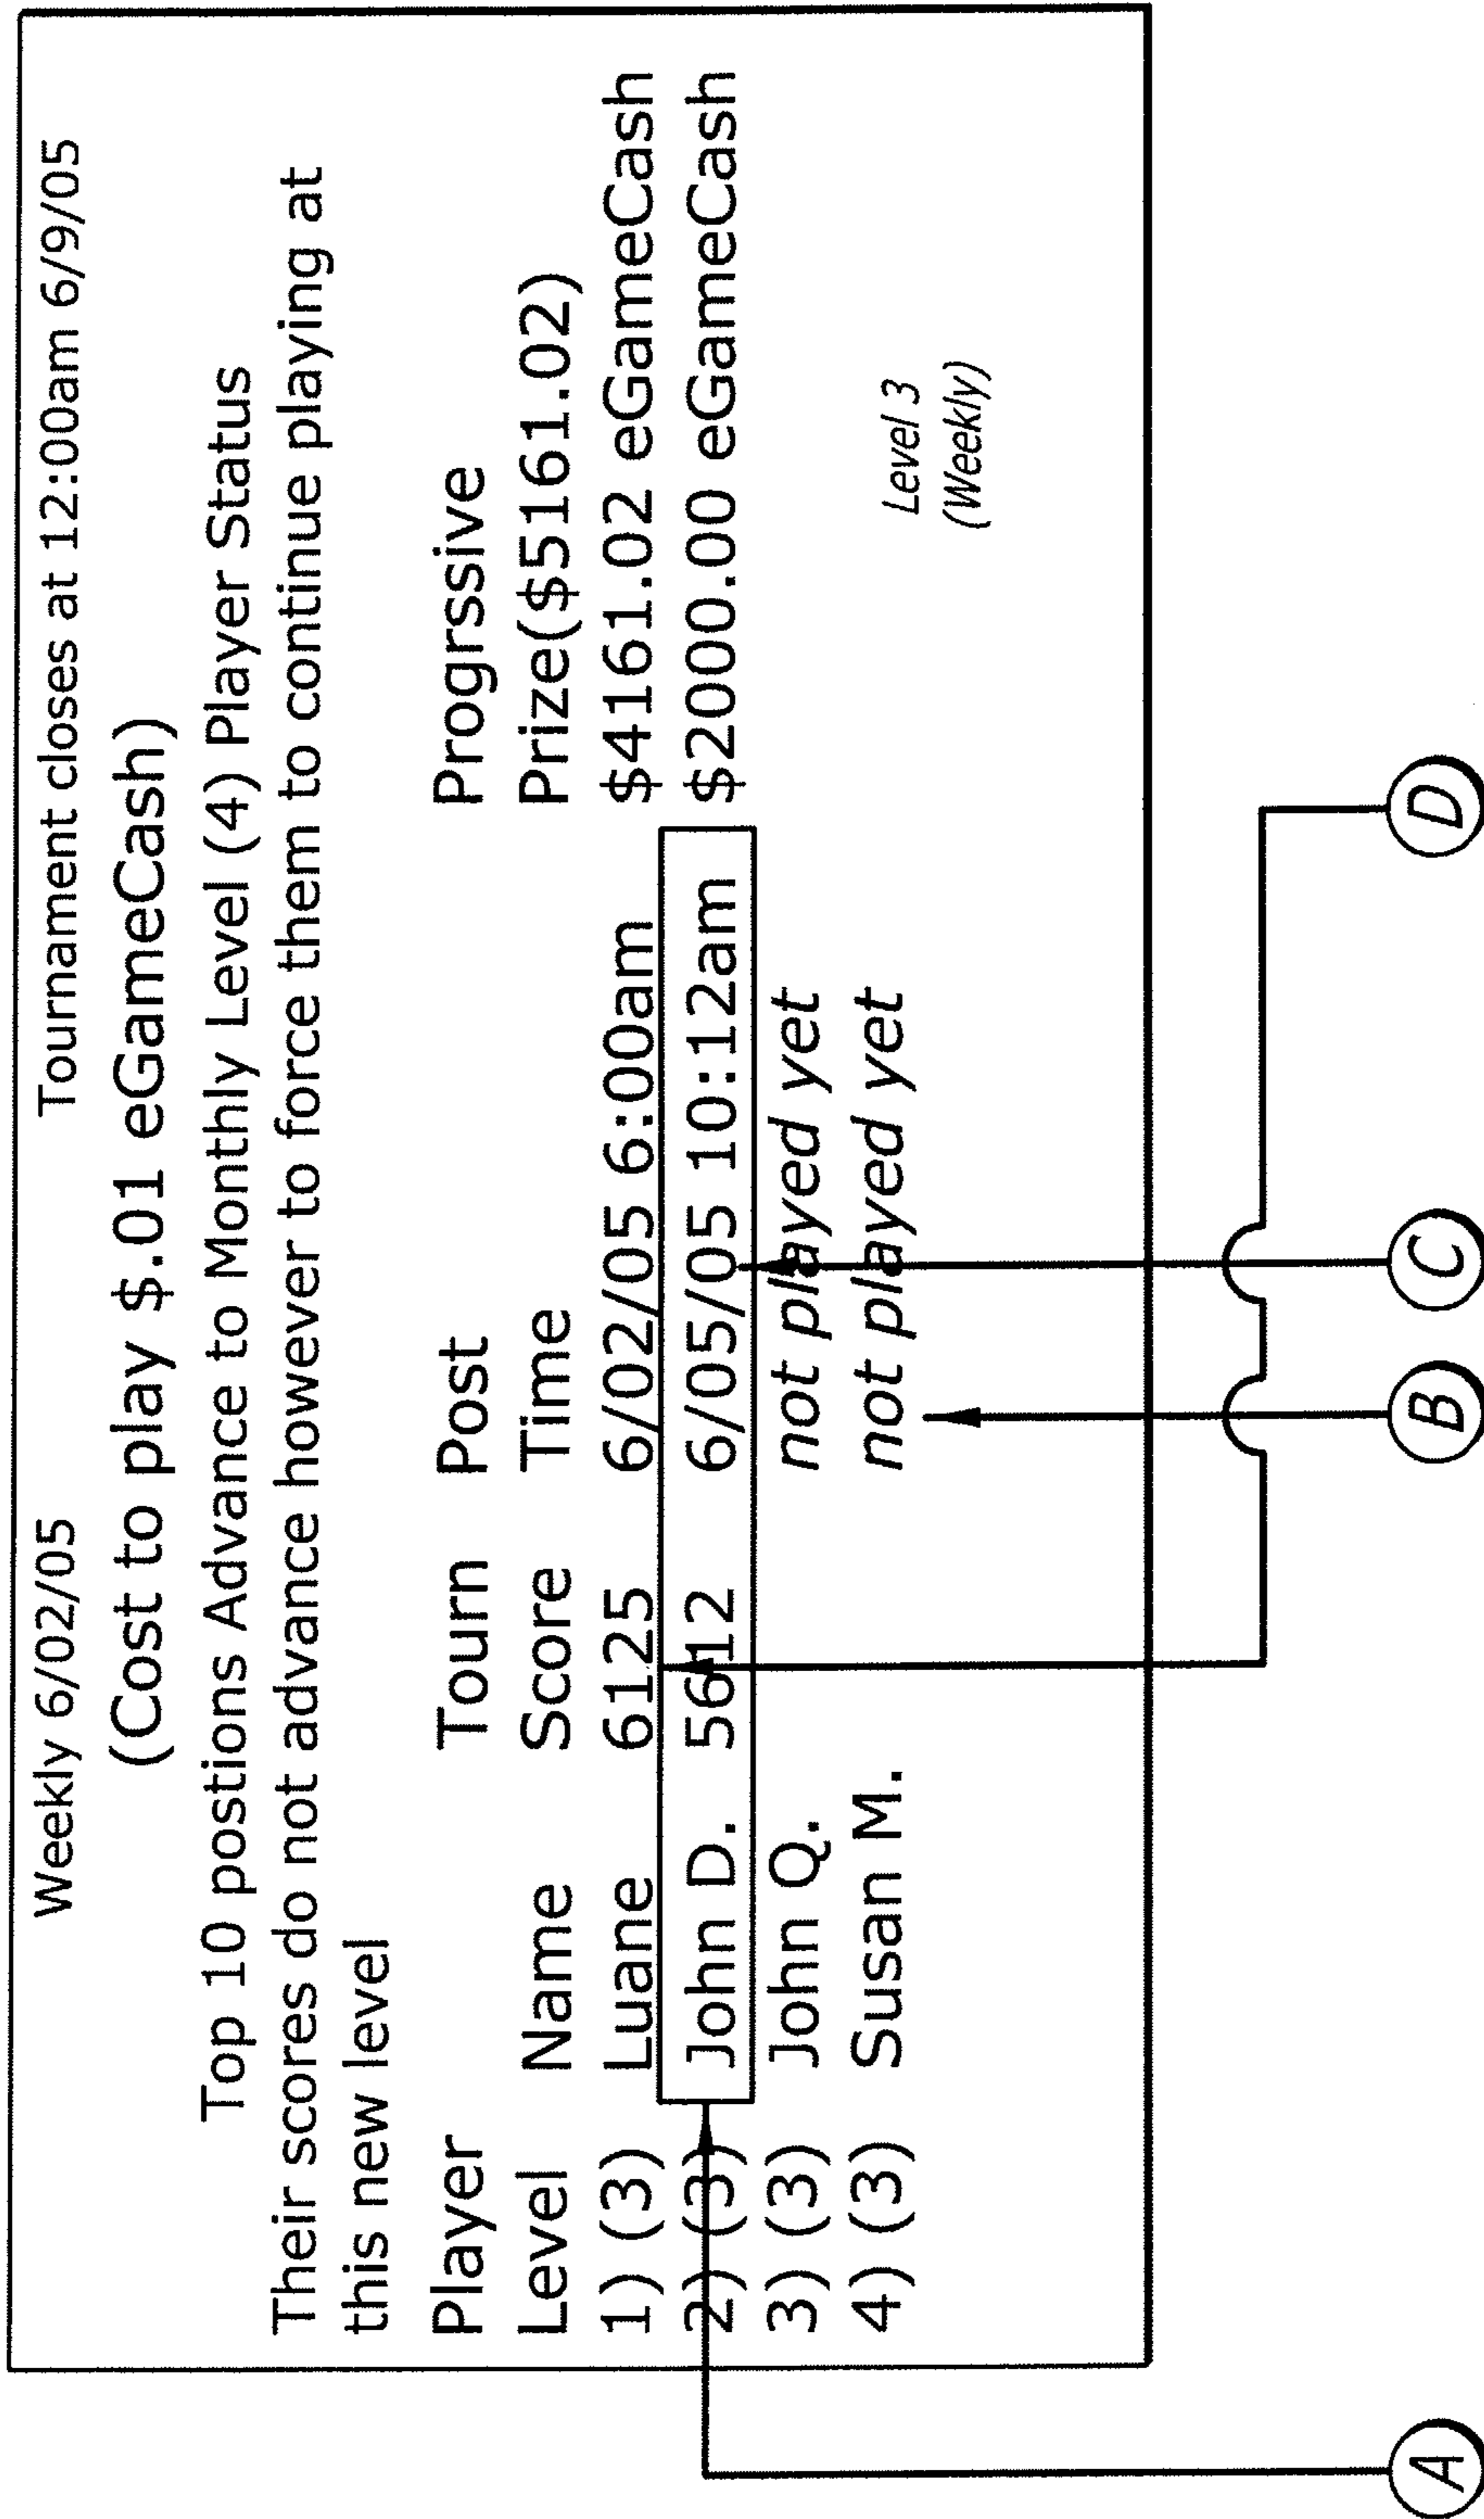 Weekly 6/02/05 Tournament closes at 12:00am 6/9/05
(Cost to play $.01 eGameCash)
Top 10 postions Advance to Monthly Level (4) Player Status
Their scores do not advance however to force them to continue playing at
this new level
Player Tourn Post Progrssive
Level Name Score Time Prize($5161.02)
1) (3) Luane 6125 6/02/05 6:00am $4161.02 eGameCash
2) (3) John D. 5612 6/05/05 10:12am $2000.00 eGameCash
3) (3) John Q. not played yet
4) (3) Susan M. not played yet
Level 3
(Weekly)
A B C D